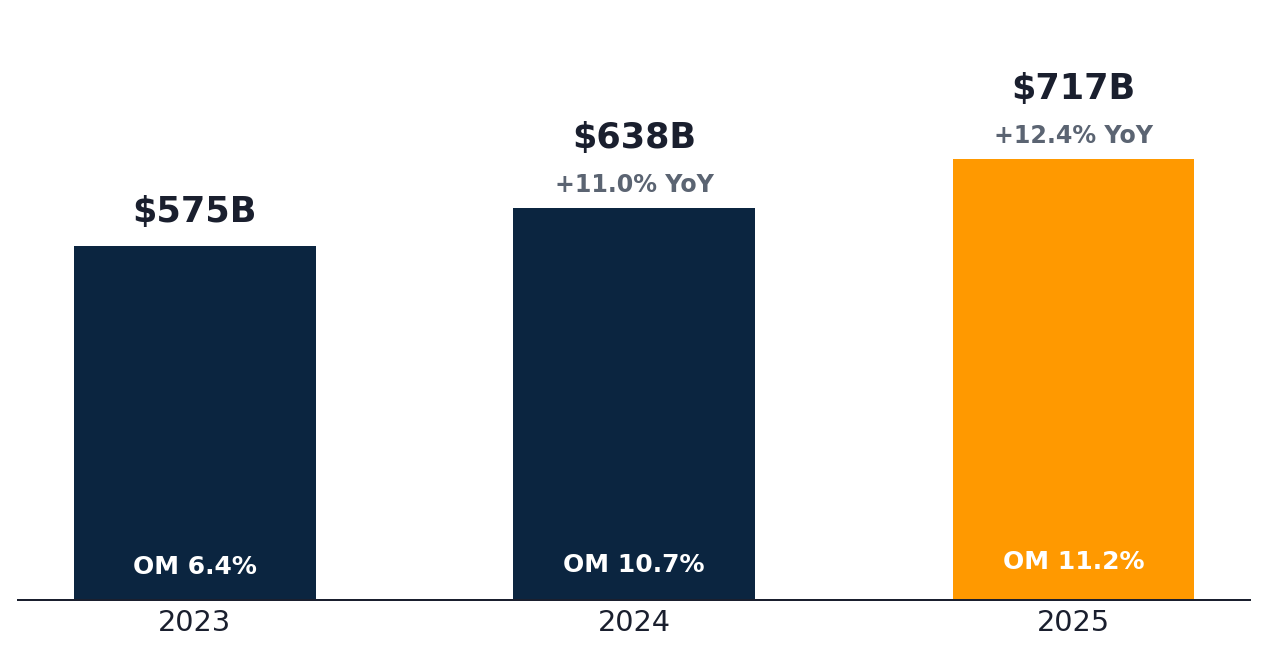 $575B
OM 6.4%
2023
$638B
+11.0% YoY
OM 10.7%
2024
$717B
+12.4% YoY
OM 11.2%
2025